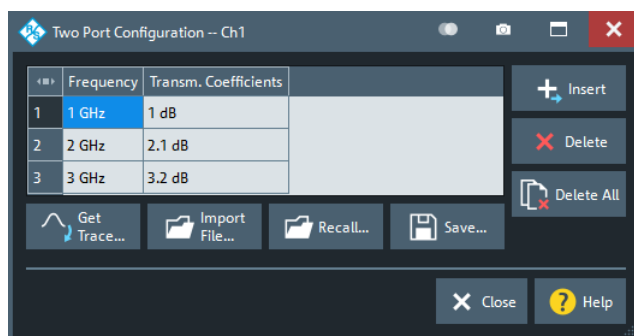 Two Port Configuration -- Ch1
Frequency Transm. Coefficients
1 1 GHz 1 dB
2 2 GHz 2.1 dB
3 3 GHz 3.2 dB
Insert
Delete
Delete All
Get Trace...
Import File...
Recall...
Save...
Close
? Help